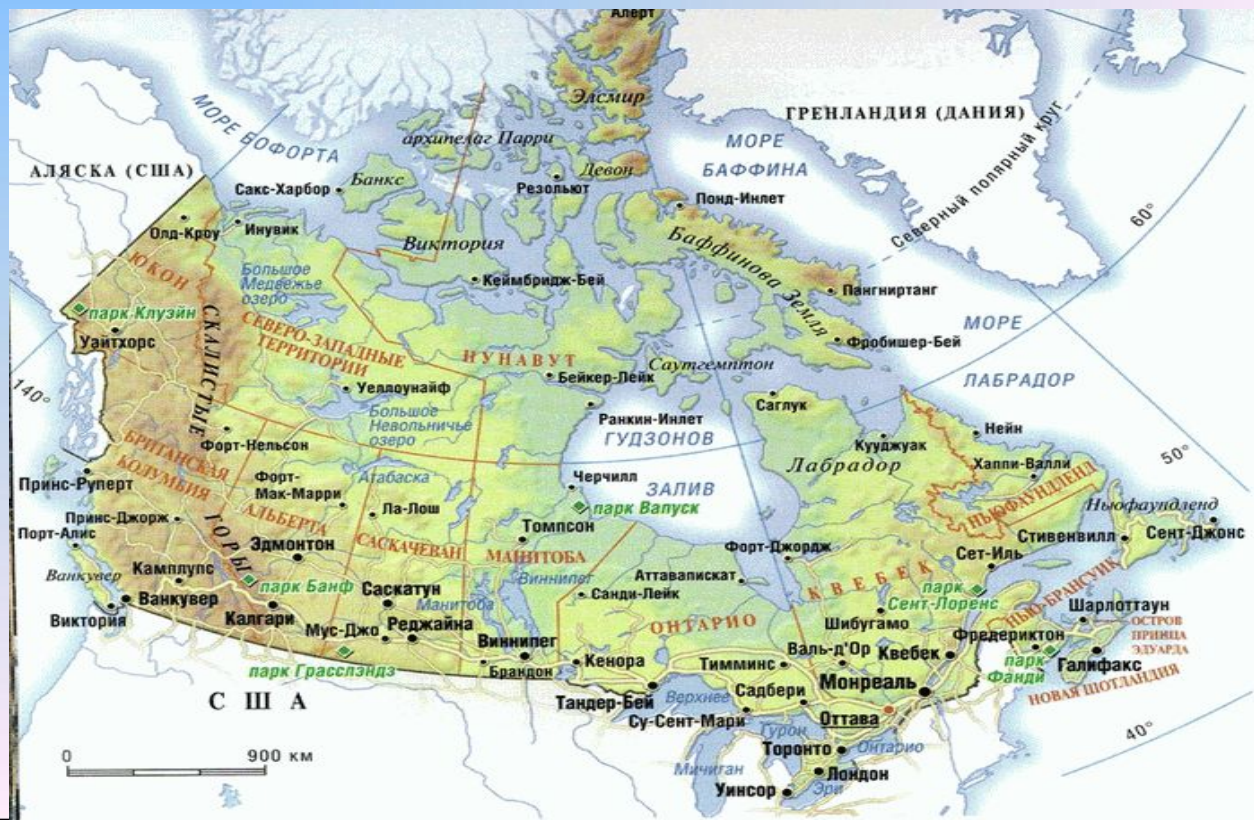 Алерт
Элсмир
МОРЕ БОФОРТА
ГРЕНЛАНДИЯ (ДАНИЯ)
архипелаг Парри
МОРЕ
БАФФИНА
Северный полярный круг
АЛЯСКА (США)
Девон
Банкс
Сакс-Харбор
Резольют
Понд-Инлет
60°
Олд-Кроу
Инувик
Виктория
Баффинова Земля
ЮКОН
Большое
Медвежье
озеро
Кеймбридж-Бей
Пангниртанг
парк Клуэйн
СКАЛИСТЫЕ ГОРЫ
СЕВЕРО-ЗАПАДНЫЕ
ТЕРРИТОРИИ
МОРЕ
ЛАБРАДОР
Уайтхорс
НУНАВУТ
Фробишер-Бей
Саутгемптон
140°
Уеллоунайф
Бейкер-Лейк
Саглук
Большое
Невольничье
озеро
Ранкин-Инлет
ГУДЗОНОВ
ЗАЛИВ
Форт-Нельсон
Куужуак
Нейн
БРИТАНСКАЯ
КОЛУМБИЯ
Лабрадор
Хаппи-Валли
50°
Принс-Руперт
Форт-
Мак-Марри
Атабаска
Черчилл
НЬЮФАУНДЛЕНД
Ньюфаундленд
Принс-Джорж
АЛЬБЕРТА
Ла-Лош
парк Вапуск
Порт-Алис
Эдмонтон
САСКАЧЕВАН
Томпсон
МАНИТОБА
Форт-Джордж
Стивенвилл
Сент-Джонс
Сет-Иль
Ванкувер
Камплупс
парк Банф
Виннипег
Аттавапискат
КВЕБЕК
парк
Сент-Лоренс
НЬЮ-БРАНСУИК
Ванкувер
Саскатун
Манитоба
Санди-Лейк
Шарлоттаун
Виктория
Калгари
Мус-Джо
Реджайна
ОНТАРИО
Шибугамо
ОСТРОВ
ПРИНЦА
ЭДУАРДА
Виннипег
Фредериктон
парк Грасслэндз
Брандон
Кенора
Тимминс
Валь-д'Ор
Квебек
парк
Фанди
Галифакс
НОВАЯ ШОТЛАНДИЯ
США
Тандер-Бей
Верхнее
Садбери
Монреаль
Су-Сент-Мари
Оттава
40°
0
900 км
Гурон
Торонто
Онтарио
Мичиган
Лондон
Уинсор
Эри